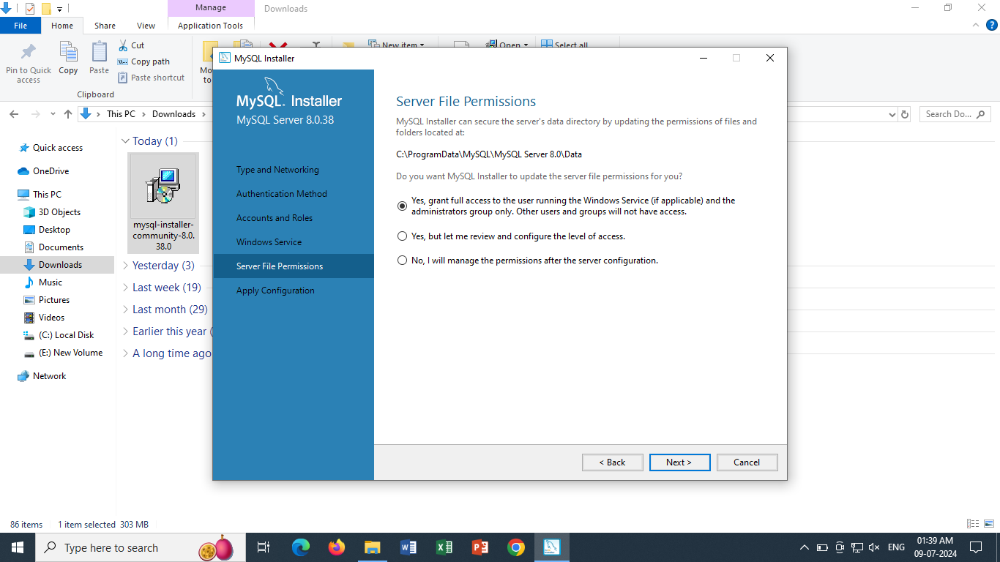 Manage
Downloads
File
Home
Share
View
Application Tools
Pin to Quick
access
Copy
Paste
Cut
Copy path
Paste shortcut
Clipboard
New item
Open
Select all
This PC
Downloads
Search Do...
Quick access
OneDrive
This PC
3D Objects
Desktop
Documents
Downloads
Music
Pictures
Videos
(C:) Local Disk
(E:) New Volume
Network
Today (1)
mysql-installer-
community-8.0.
38.0
Yesterday (3)
Last week (19)
Last month (29)
Earlier this year (
A long time ago
MySQL Installer
MySQL® Installer
MySQL Server 8.0.38
Type and Networking
Authentication Method
Accounts and Roles
Windows Service
Server File Permissions
Apply Configuration
Server File Permissions
MySQL Installer can secure the server's data directory by updating the permissions of files and
folders located at:
C:\ProgramData\MySQL\MySQL Server 8.0\Data
Do you want MySQL Installer to update the server file permissions for you?
Yes, grant full access to the user running the Windows Service (if applicable) and the
administrators group only. Other users and groups will not have access.
Yes, but let me review and configure the level of access.
No, I will manage the permissions after the server configuration.
< Back
Next >
Cancel
86 items
1 item selected 303 MB
Type here to search
ENG
01:39 AM
09-07-2024